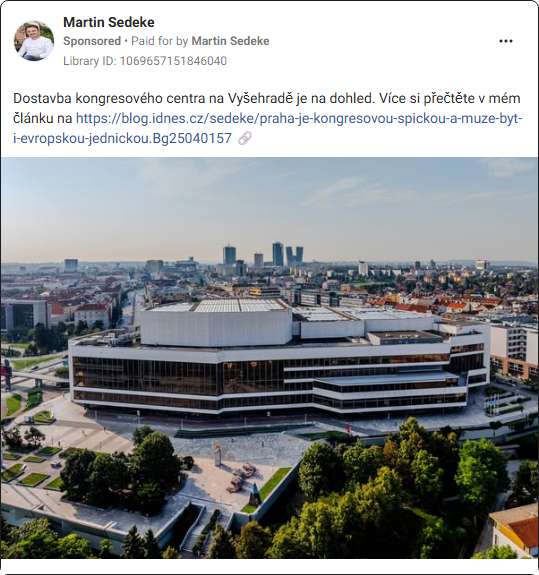 Martin Sedeke
Sponsored • Paid for by Martin Sedeke
Library ID: 1069657151846040
Dostavba kongresového centra na Vyšehradě je na dohled. Více si přečtěte v mém
článku na https://blog.idnes.cz/sedeke/praha-je-kongresovou-spickou-a-muze-byt-
i-evropskou-jednickou.Bg25040157